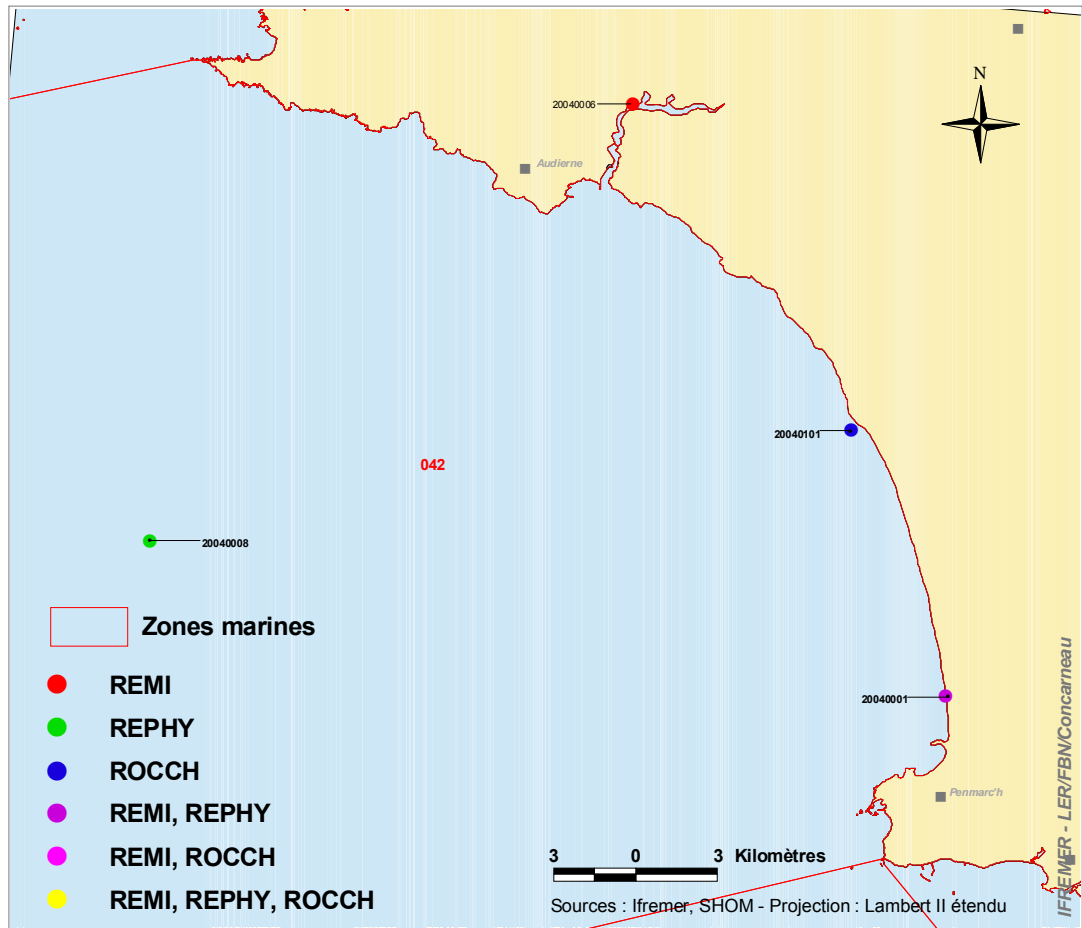 N
20040006
Audierne
20040101
042
20040008
Zones marines
REMI
20040001
REPHY
ROCCH
Penmarc'h
REMI, REPHY
REMI, ROCCH
3 0 3 Kilomètres
REMI, REPHY, ROCCH
Sources : Ifremer, SHOM - Projection : Lambert II étendu
IFREMER - LER/FBN/Concarneau